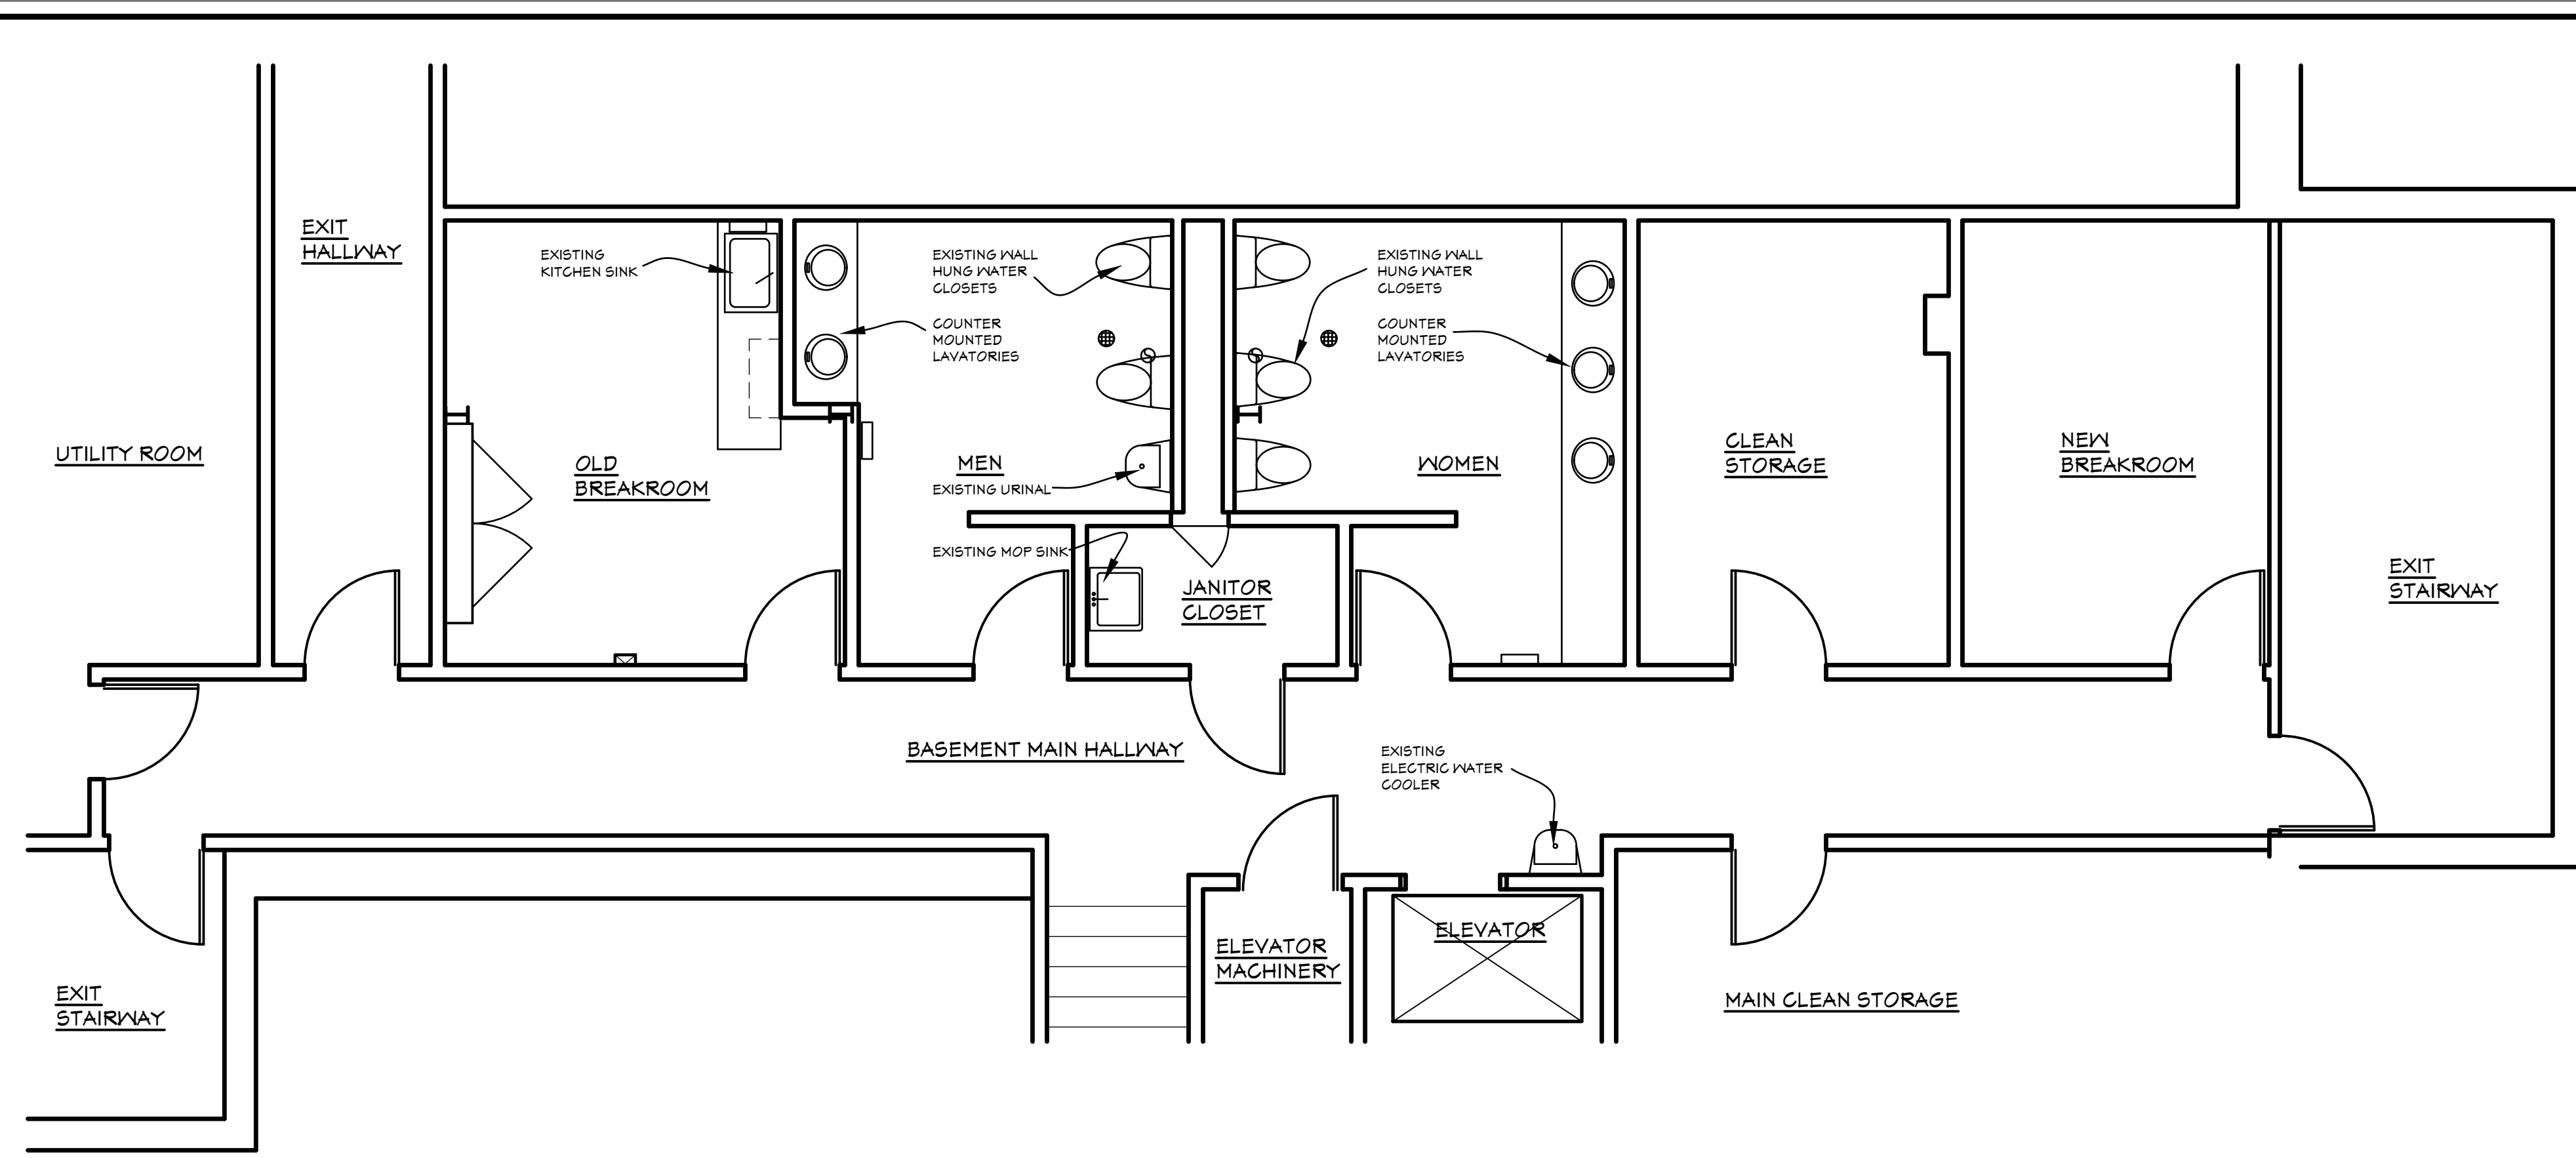 EXIT
HALLWAY
EXISTING
KITCHEN SINK
EXISTING WALL
HUNG WATER
CLOSETS
COUNTER
MOUNTED
LAVATORIES
EXISTING WALL
HUNG WATER
CLOSETS
COUNTER
MOUNTED
LAVATORIES
UTILITY ROOM
OLD
BREAKROOM
MEN
EXISTING URINAL
WOMEN
CLEAN
STORAGE
NEW
BREAKROOM
EXISTING MOP SINK
JANITOR
CLOSET
EXIT
STAIRWAY
BASEMENT MAIN HALLWAY
EXISTING
ELECTRIC WATER
COOLER
ELEVATOR
MACHINERY
ELEVATOR
EXIT
STAIRWAY
MAIN CLEAN STORAGE